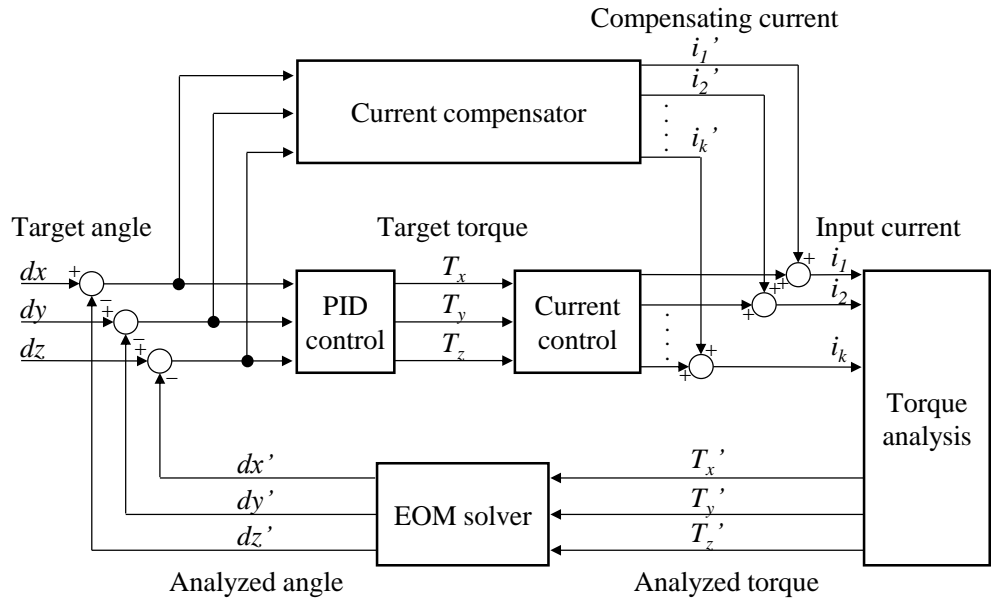 Compensating current
i1’
i2’
ik’
Current compensator
Target angle
Target torque
Input current
dx
dy
dz
+
−
+
−
+
−
PID
control
Tx
Ty
Tz
Current
control
+
+
+
+
+
+
i1
i2
ik
Torque
analysis
dx’
dy’
dz’
EOM solver
Tx’
Ty’
Tz’
Analyzed angle
Analyzed torque